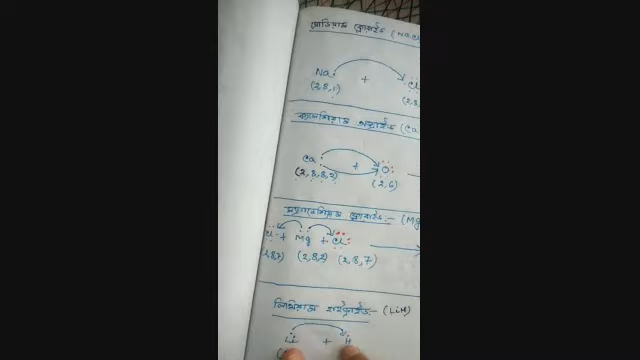 সোডিয়াম ক্লোরাইড (NaCl
Na + Cl
(2,8,1) (2,8
ক্যালসিয়াম অক্সাইড (Ca
Ca + O
(2,8,8,2) (2,6)
ম্যাগনেসিয়াম ক্লোরাইড:- (Mg
Cl + Mg + Cl
2,8,7) (2,8,2) (2,8,7)
লিথিয়াম হাইড্রাইড:- (LiH)
Li + H